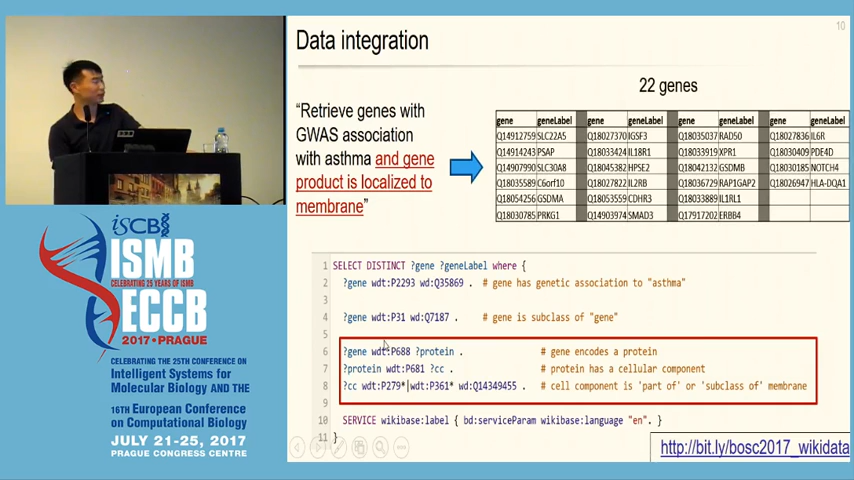 10
Data integration
22 genes
"Retrieve genes with
GWAS association
with asthma and gene
product is localized to
membrane"
gene geneLabel gene geneLabel gene geneLabel gene geneLabel
Q14912759 SLC22A5 Q18027370 IGSF3 Q18035037 RAD50 Q18027836 IL6R
Q14914243 PSAP Q18033424 IL18R1 Q18033919 XPR1 Q18030409 PDE4D
Q14907990 SLC30A8 Q18045382 HPSE2 Q18042132 GSDMB Q18030185 NOTCH4
Q18035589 C6orf10 Q18027822 IL2RB Q18036729 RAP1GAP2 Q18026947 HLA-DQA1
Q18054256 GSDMA Q18053559 CDHR3 Q18033889 IL1RL1
Q18030785 PRKG1 Q14903974 SMAD3 Q17917202 ERBB4
1 SELECT DISTINCT ?gene ?geneLabel where {
2 ?gene wdt:P2293 wd:Q35869 . # gene has genetic association to "asthma"
3
4 ?gene wdt:P31 wd:Q7187 . # gene is subclass of "gene"
5
6 ?gene wdt:P688 ?protein . # gene encodes a protein
7 ?protein wdt:P681 ?cc . # protein has a cellular component
8 ?cc wdt:P279*|wdt:P361* wd:Q14349455 . # cell component is 'part of' or 'subclass of' membrane
9
10 SERVICE wikibase:label { bd:serviceParam wikibase:language "en". }
11 }
http://bit.ly/bosc2017_wikidata
iSCB
ISMB
CELEBRATING 25 YEARS OF ISMB
ECCB
2017 • PRAGUE
CELEBRATING THE 25TH CONFERENCE ON
Intelligent Systems for
Molecular Biology AND THE
16TH European Conference
on Computational Biology
JULY 21-25, 2017
PRAGUE CONGRESS CENTRE